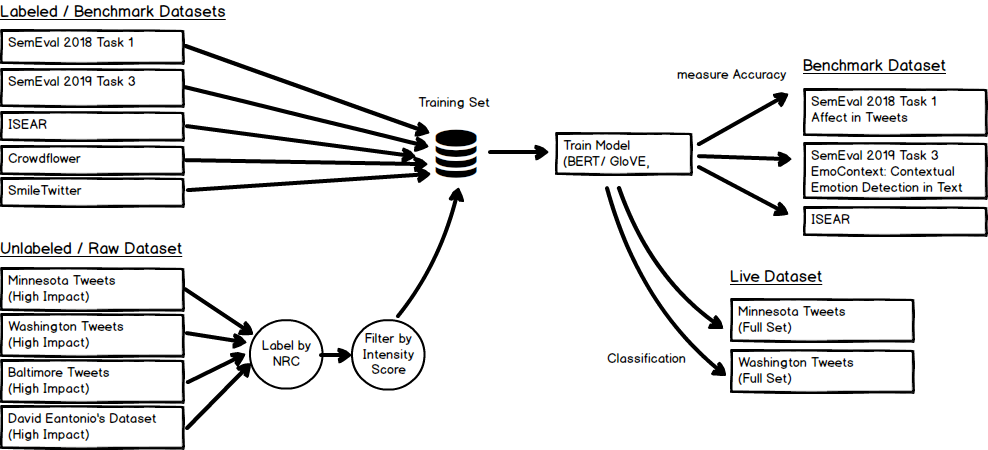 Labeled / Benchmark Datasets
SemEval 2018 Task 1
SemEval 2019 Task 3
ISEAR
Crowdflower
SmileTwitter
Unlabeled / Raw Dataset
Minnesota Tweets
(High Impact)
Washington Tweets
(High Impact)
Baltimore Tweets
(High Impact)
David Eantonio's Dataset
(High Impact)
Label by
NRC
Filter by
Intensity
Score
Training Set
Train Model
(BERT/ GloVE,
measure Accuracy
Benchmark Dataset
SemEval 2018 Task 1
Affect in Tweets
SemEval 2019 Task 3
EmoContext: Contextual
Emotion Detection in Text
ISEAR
Live Dataset
Minnesota Tweets
(Full Set)
Classification
Washington Tweets
(Full Set)